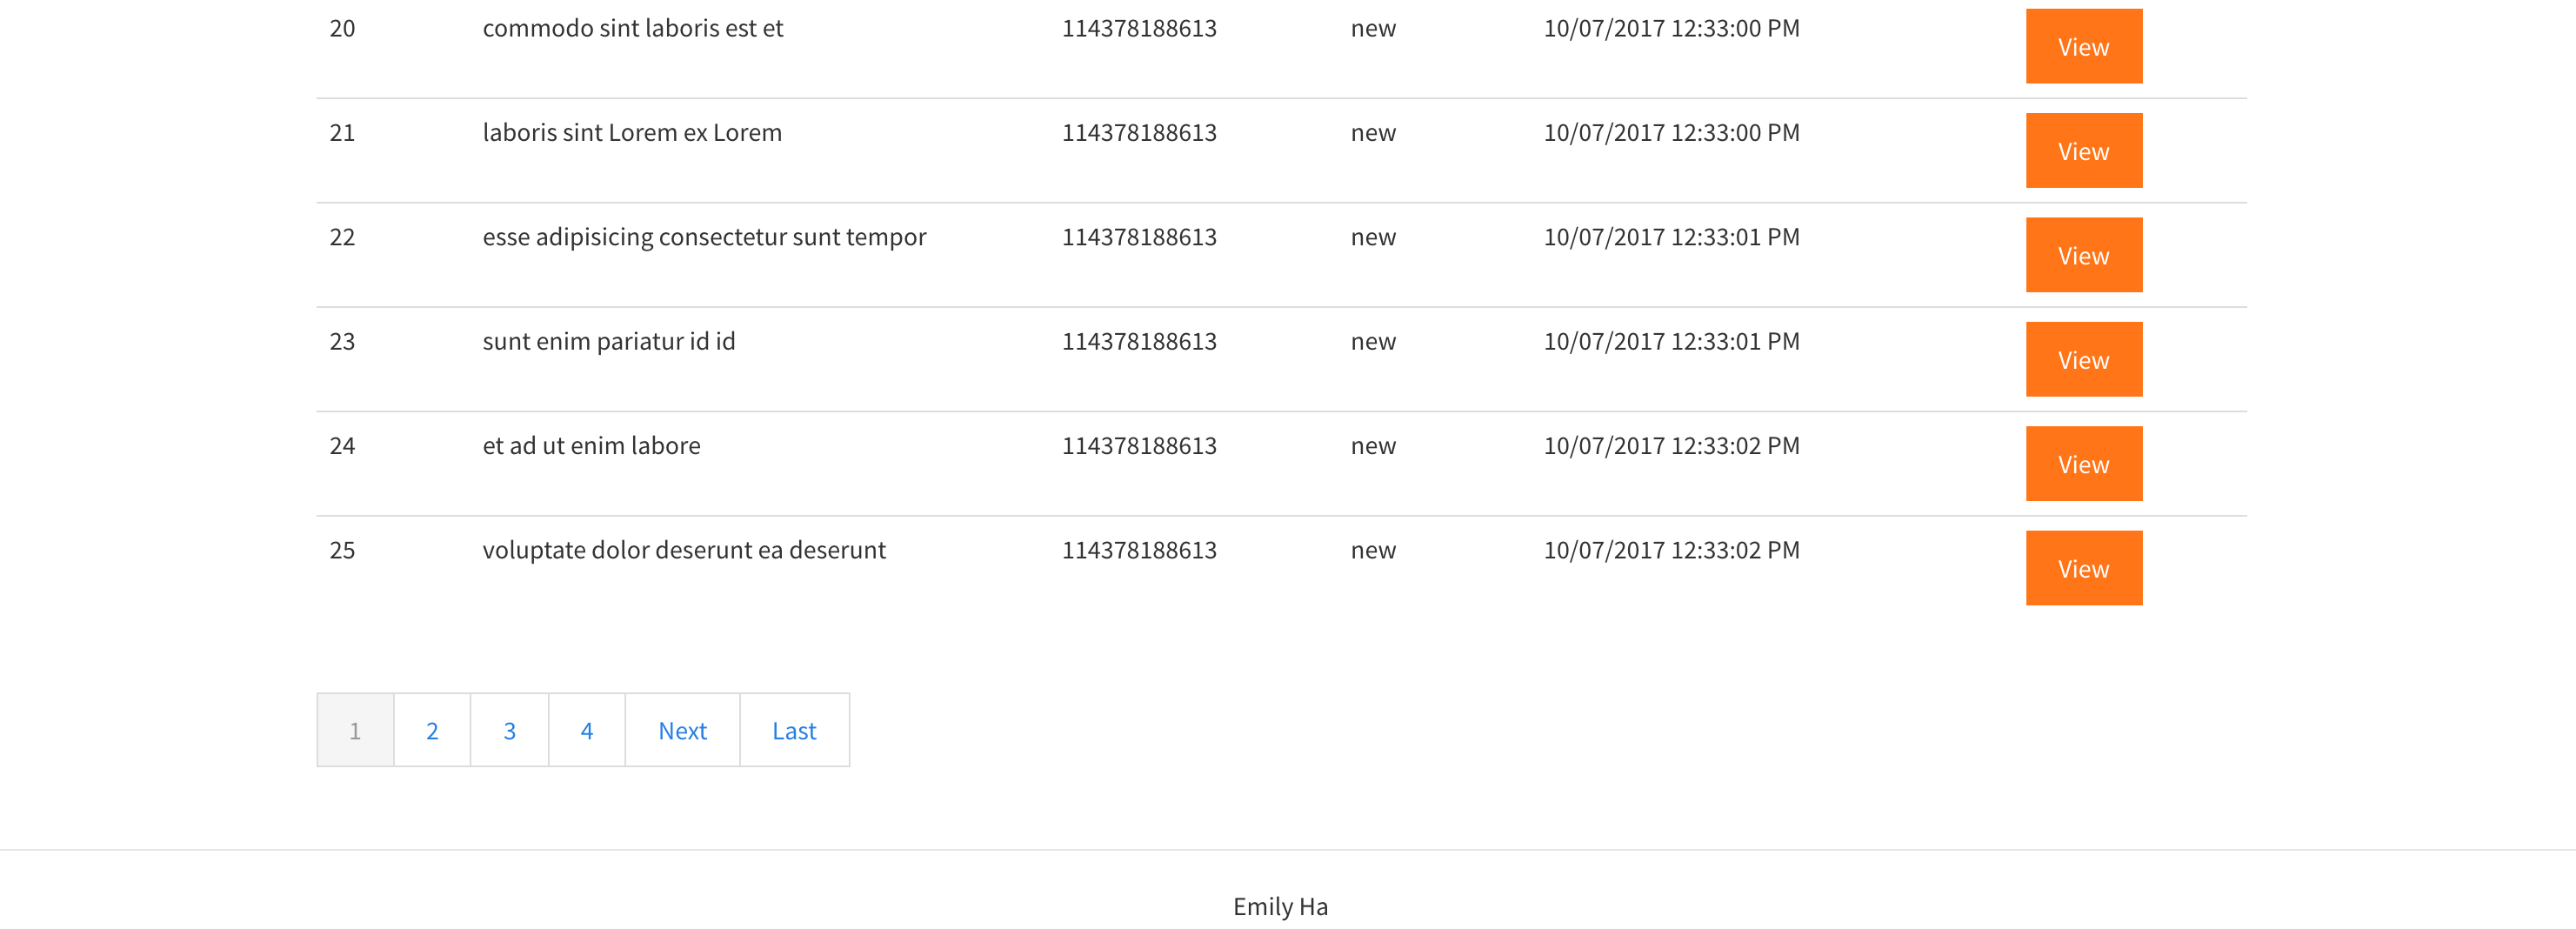 20 commodo sint laboris est et 114378188613 new 10/07/2017 12:33:00 PM View
21 laboris sint Lorem ex Lorem 114378188613 new 10/07/2017 12:33:00 PM View
22 esse adipisicing consectetur sunt tempor 114378188613 new 10/07/2017 12:33:01 PM View
23 sunt enim pariatur id id 114378188613 new 10/07/2017 12:33:01 PM View
24 et ad ut enim labore 114378188613 new 10/07/2017 12:33:02 PM View
25 voluptate dolor deserunt ea deserunt 114378188613 new 10/07/2017 12:33:02 PM View
1 2 3 4 Next Last
Emily Ha